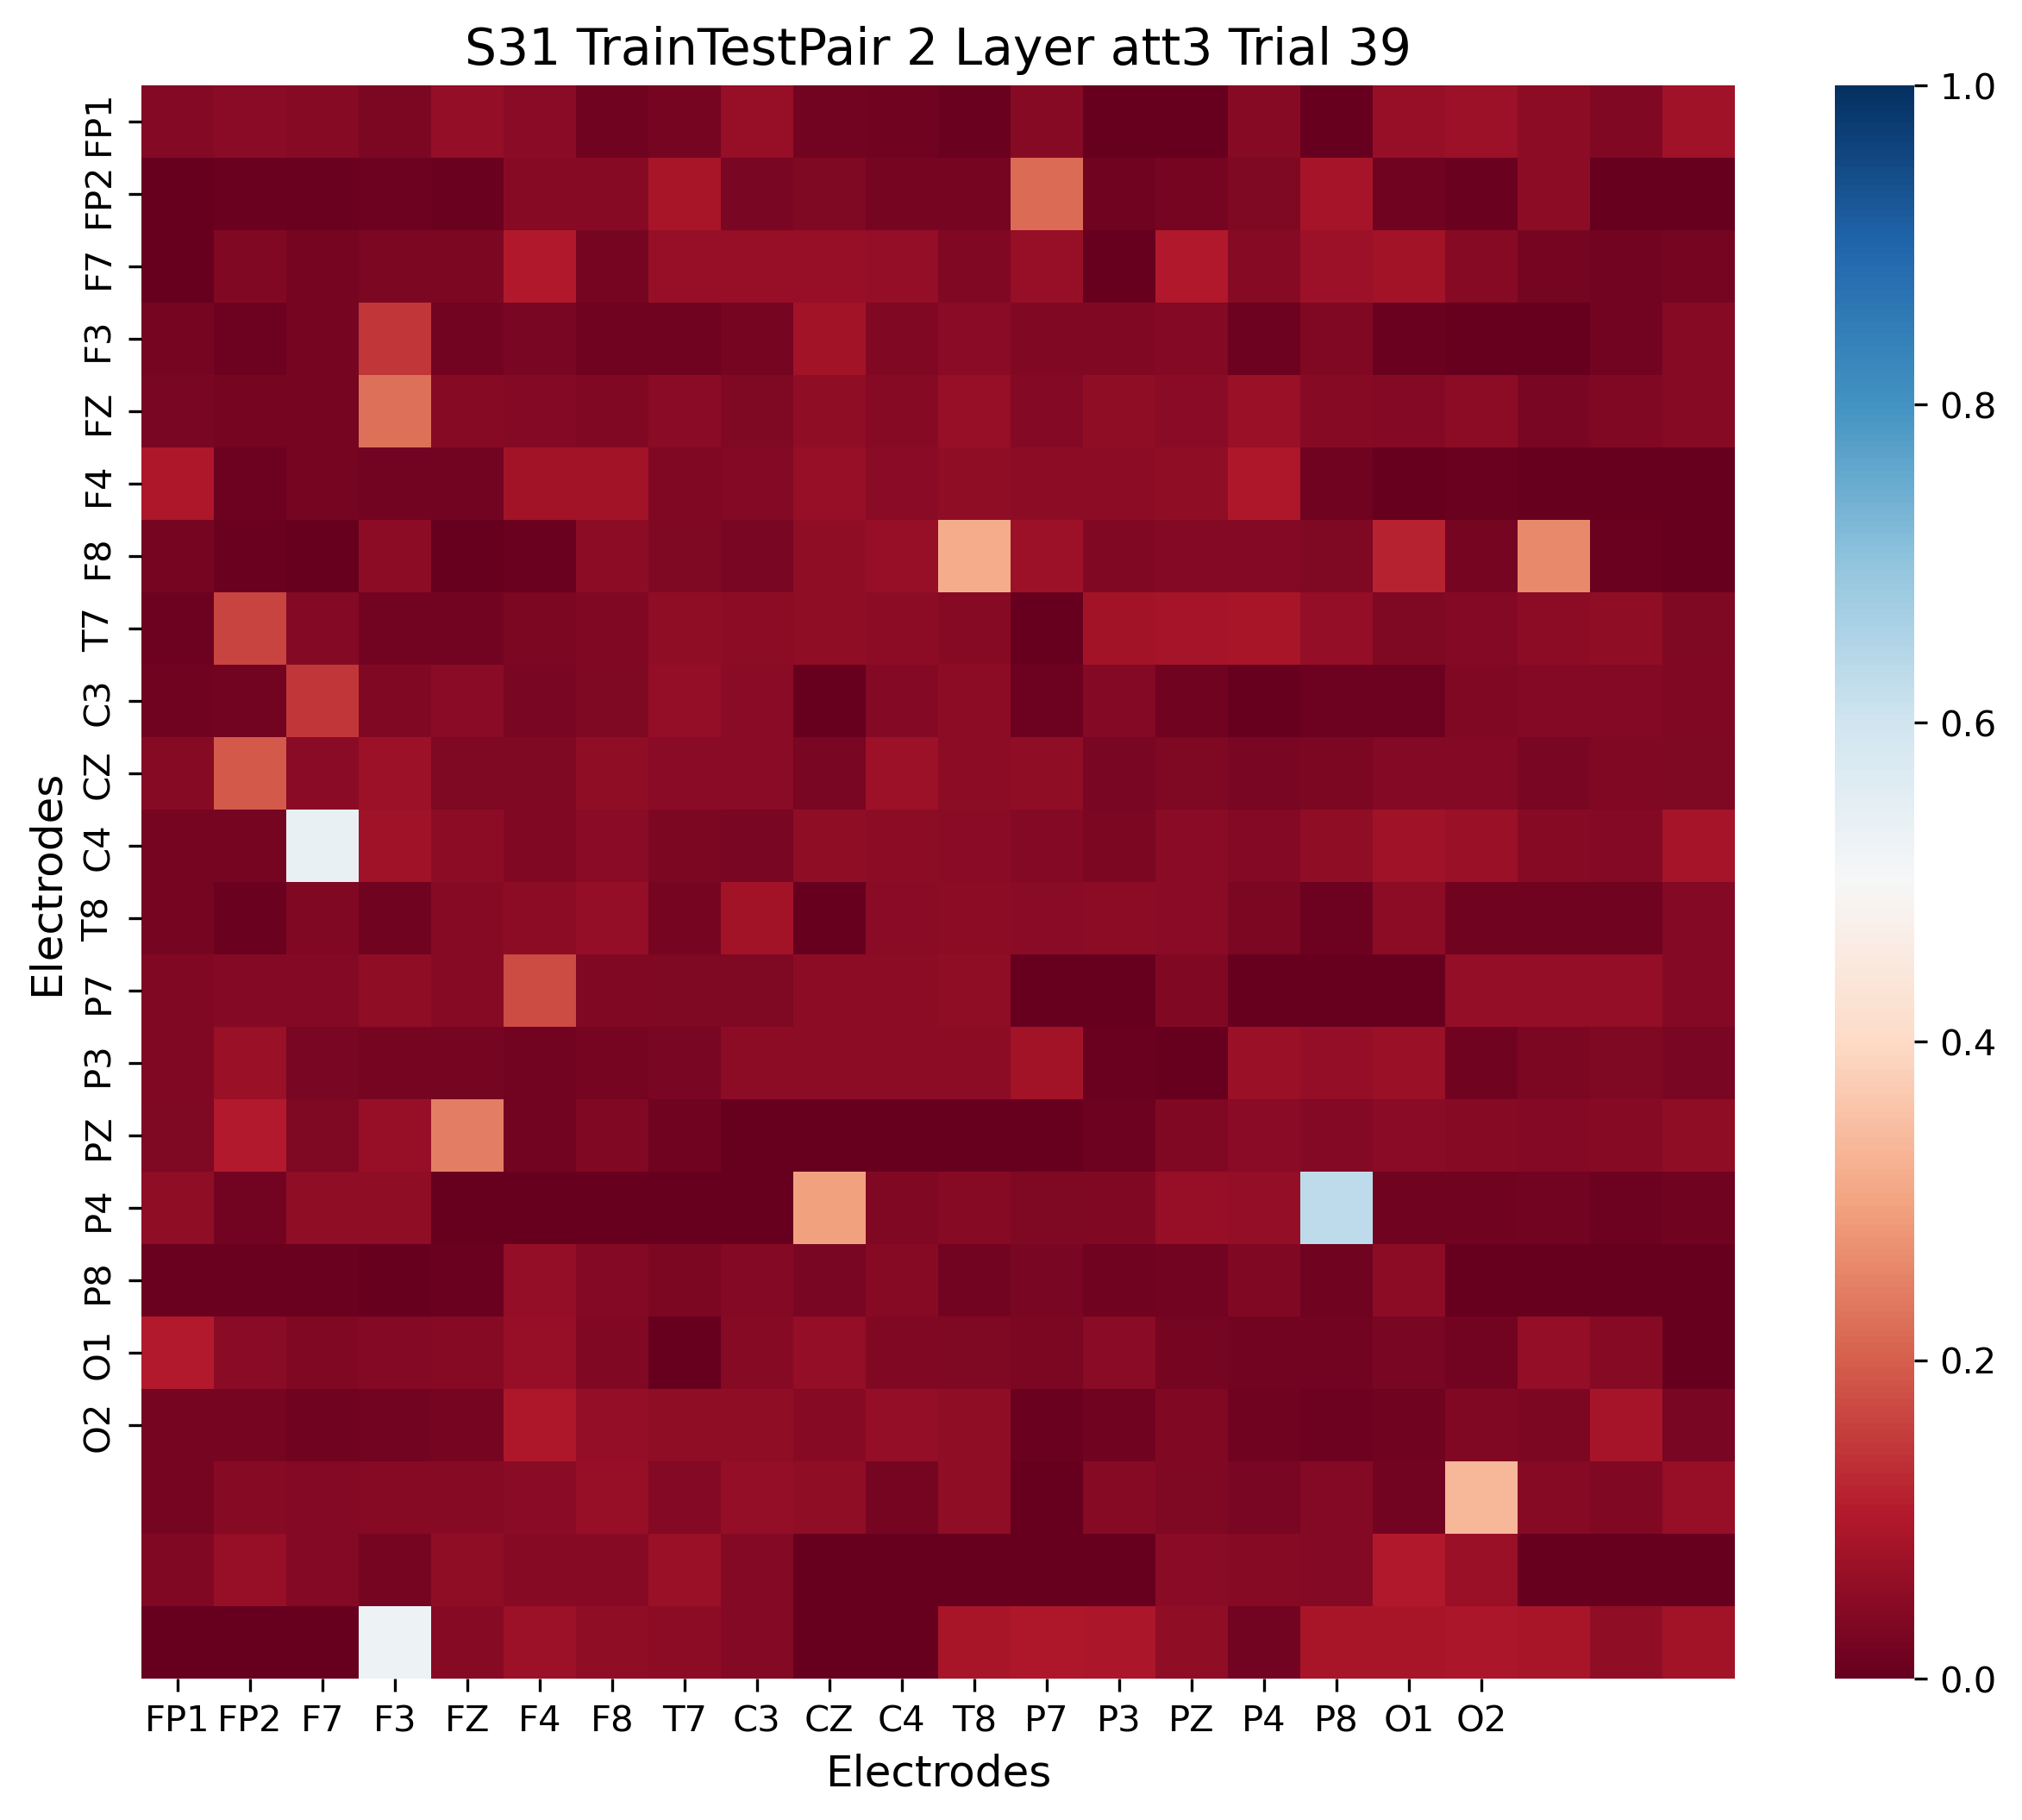 S31 TrainTestPair 2 Layer att3 Trial 39
Electrodes
FP1
FP2
F7
F3
FZ
F4
F8
T7
C3
CZ
C4
T8
P7
P3
PZ
P4
P8
O1
O2
FP1 FP2 F7 F3 FZ F4 F8 T7 C3 CZ C4 T8 P7 P3 PZ P4 P8 O1 O2
Electrodes
1.0
0.8
0.6
0.4
0.2
0.0